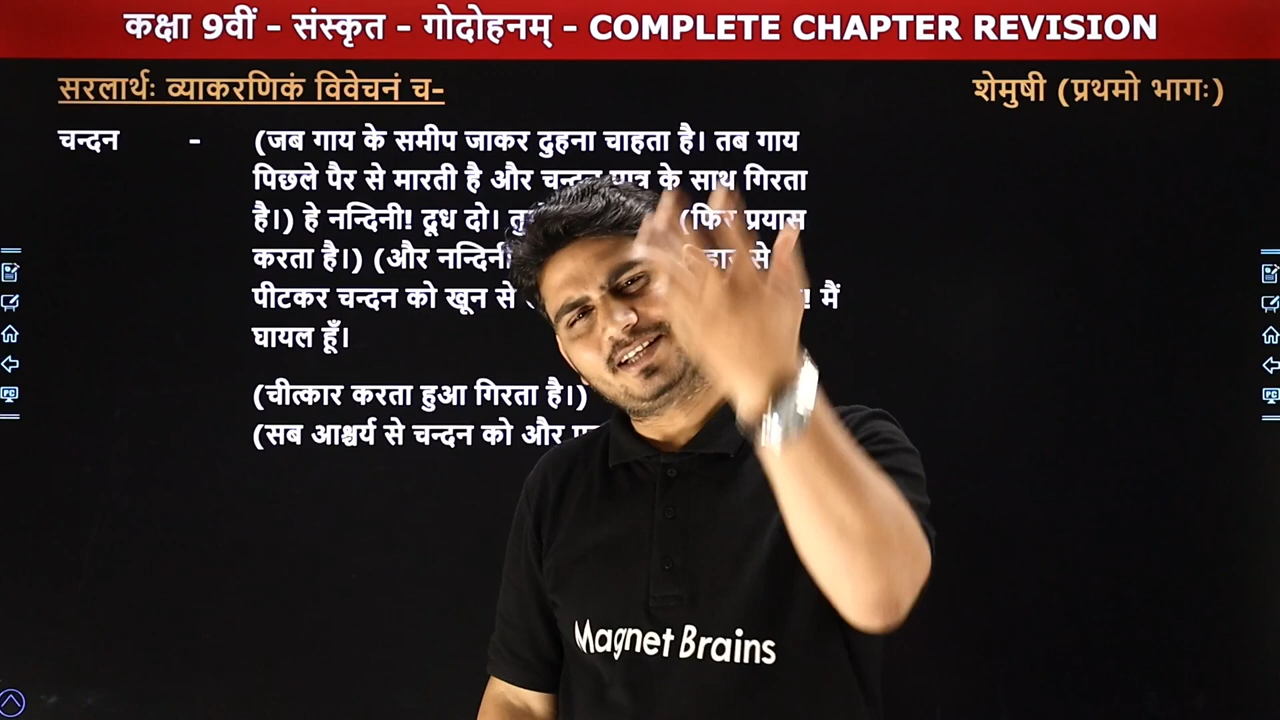 कक्षा 9वीं – संस्कृत – गोदोहनम् – COMPLETE CHAPTER REVISION
सरलार्थः व्याकरणिकं विवेचनं च-
शेमुषी (प्रथमो भागः)
चन्दन - (जब गाय के समीप जाकर दुहना चाहता है। तब गाय
पिछले पैर से मारती है और चन्दन पात्र के साथ गिरता
है।) हे नन्दिनी! दूध दो। (फिर प्रयास
करता है।) (और नन्दिनी से
पीटकर चन्दन को खून से ! मैं
घायल हूँ।
(चीत्कार करता हुआ गिरता है।)
(सब आश्चर्य से चन्दन को और
Magnet Brains
PC
PC